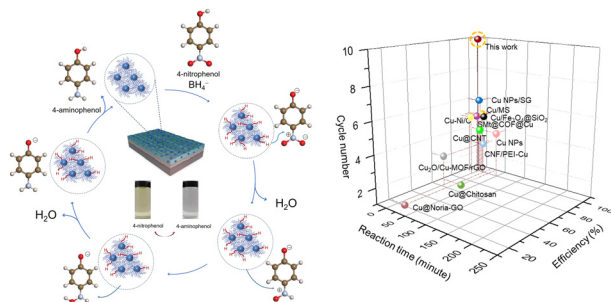 4-nitrophenol
BH₄⁻
4-aminophenol
H₂O
H₂O
4-nitrophenol
4-aminophenol
This work
Cu NPs/SG
Cu/MS
Cu-Ni/C
Cu/Fe₃O₄@SiO₂
SMt@COF@Cu
Cu@CNT
Cu NPs
CNF/PEI-Cu
Cu₂O/Cu-MOF/rGO
Cu@Chitosan
Cu@Noria-GO
Cycle number
10
8
6
4
2
Reaction time (minute)
0
50
100
150
200
250
Efficiency (%)
20
40
60
80
100